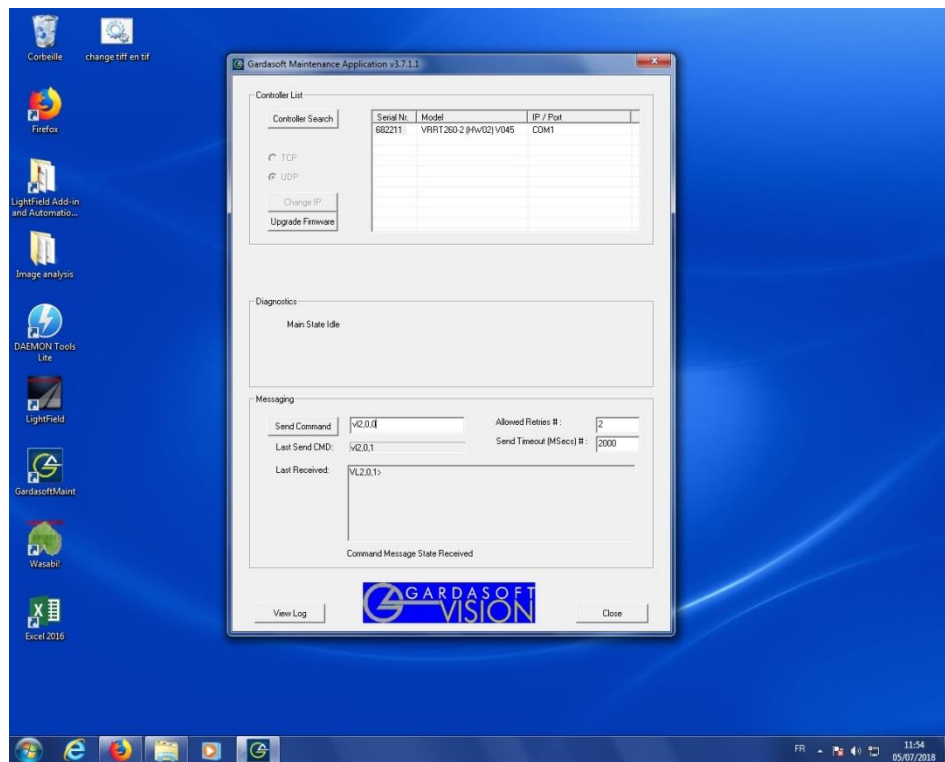 Corbeille
change tiff en tif
Firefox
LightField Add-in
and Automatio...
Image analysis
DAEMON Tools
Lite
LightField
GardasoftMaint
Wasabi!
Excel 2016
Gardasoft Maintenance Application v3.7.1.1
Controller List
Controller Search
Serial Nr. Model IP / Port
682211 VRRT260-2 (HW02) V045 COM1
TCP
UDP
Change IP
Upgrade Firmware
Diagnostics
Main State Idle
Messaging
Send Command vl2,0,0 Allowed Retries # : 2
Last Send CMD: vl2,0,1 Send Timeout (MSecs) # : 2000
Last Received: VL2,0,1>
Command Message State Received
View Log
GARDASOFT
VISION
Close
FR
11:54
05/07/2018